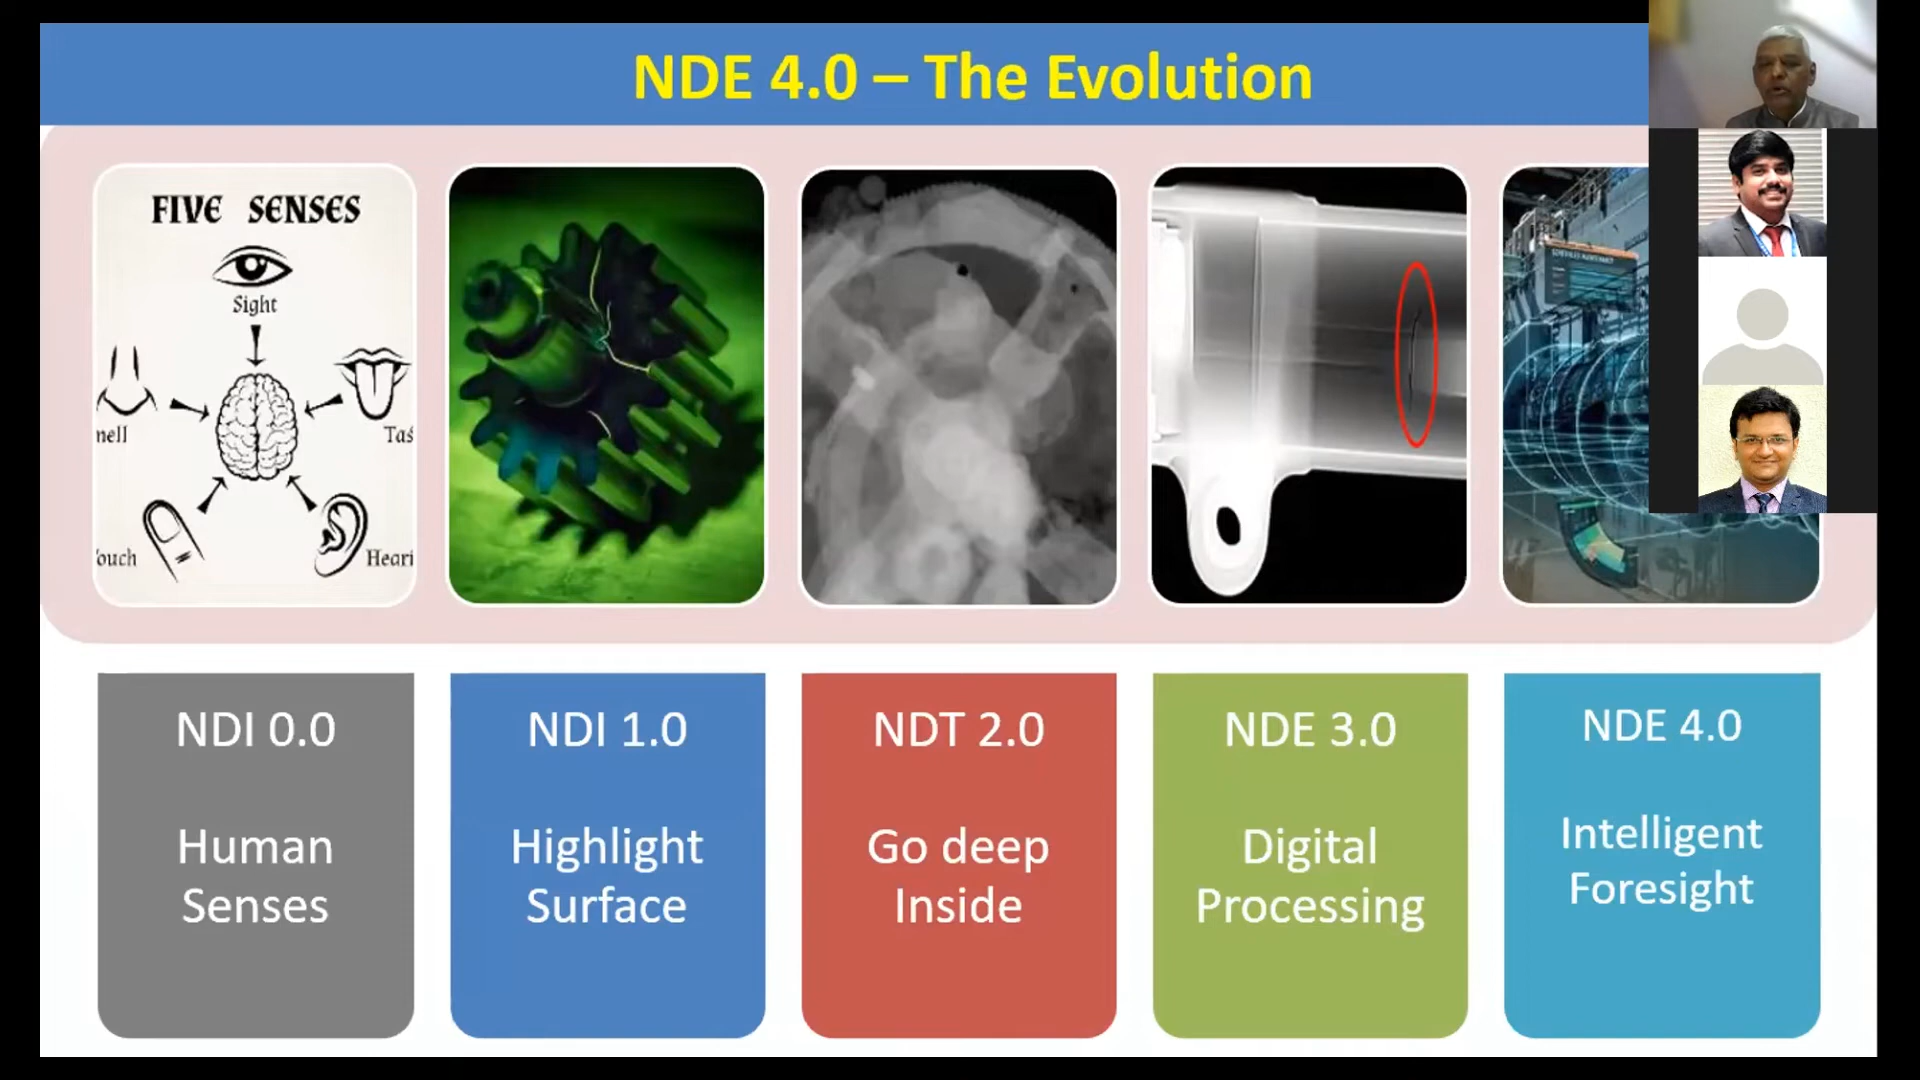 NDE 4.0 – The Evolution
FIVE SENSES
Sight
nell
Tas
ouch
Heari
NDI 0.0
Human
Senses
NDI 1.0
Highlight
Surface
NDT 2.0
Go deep
Inside
NDE 3.0
Digital
Processing
NDE 4.0
Intelligent
Foresight